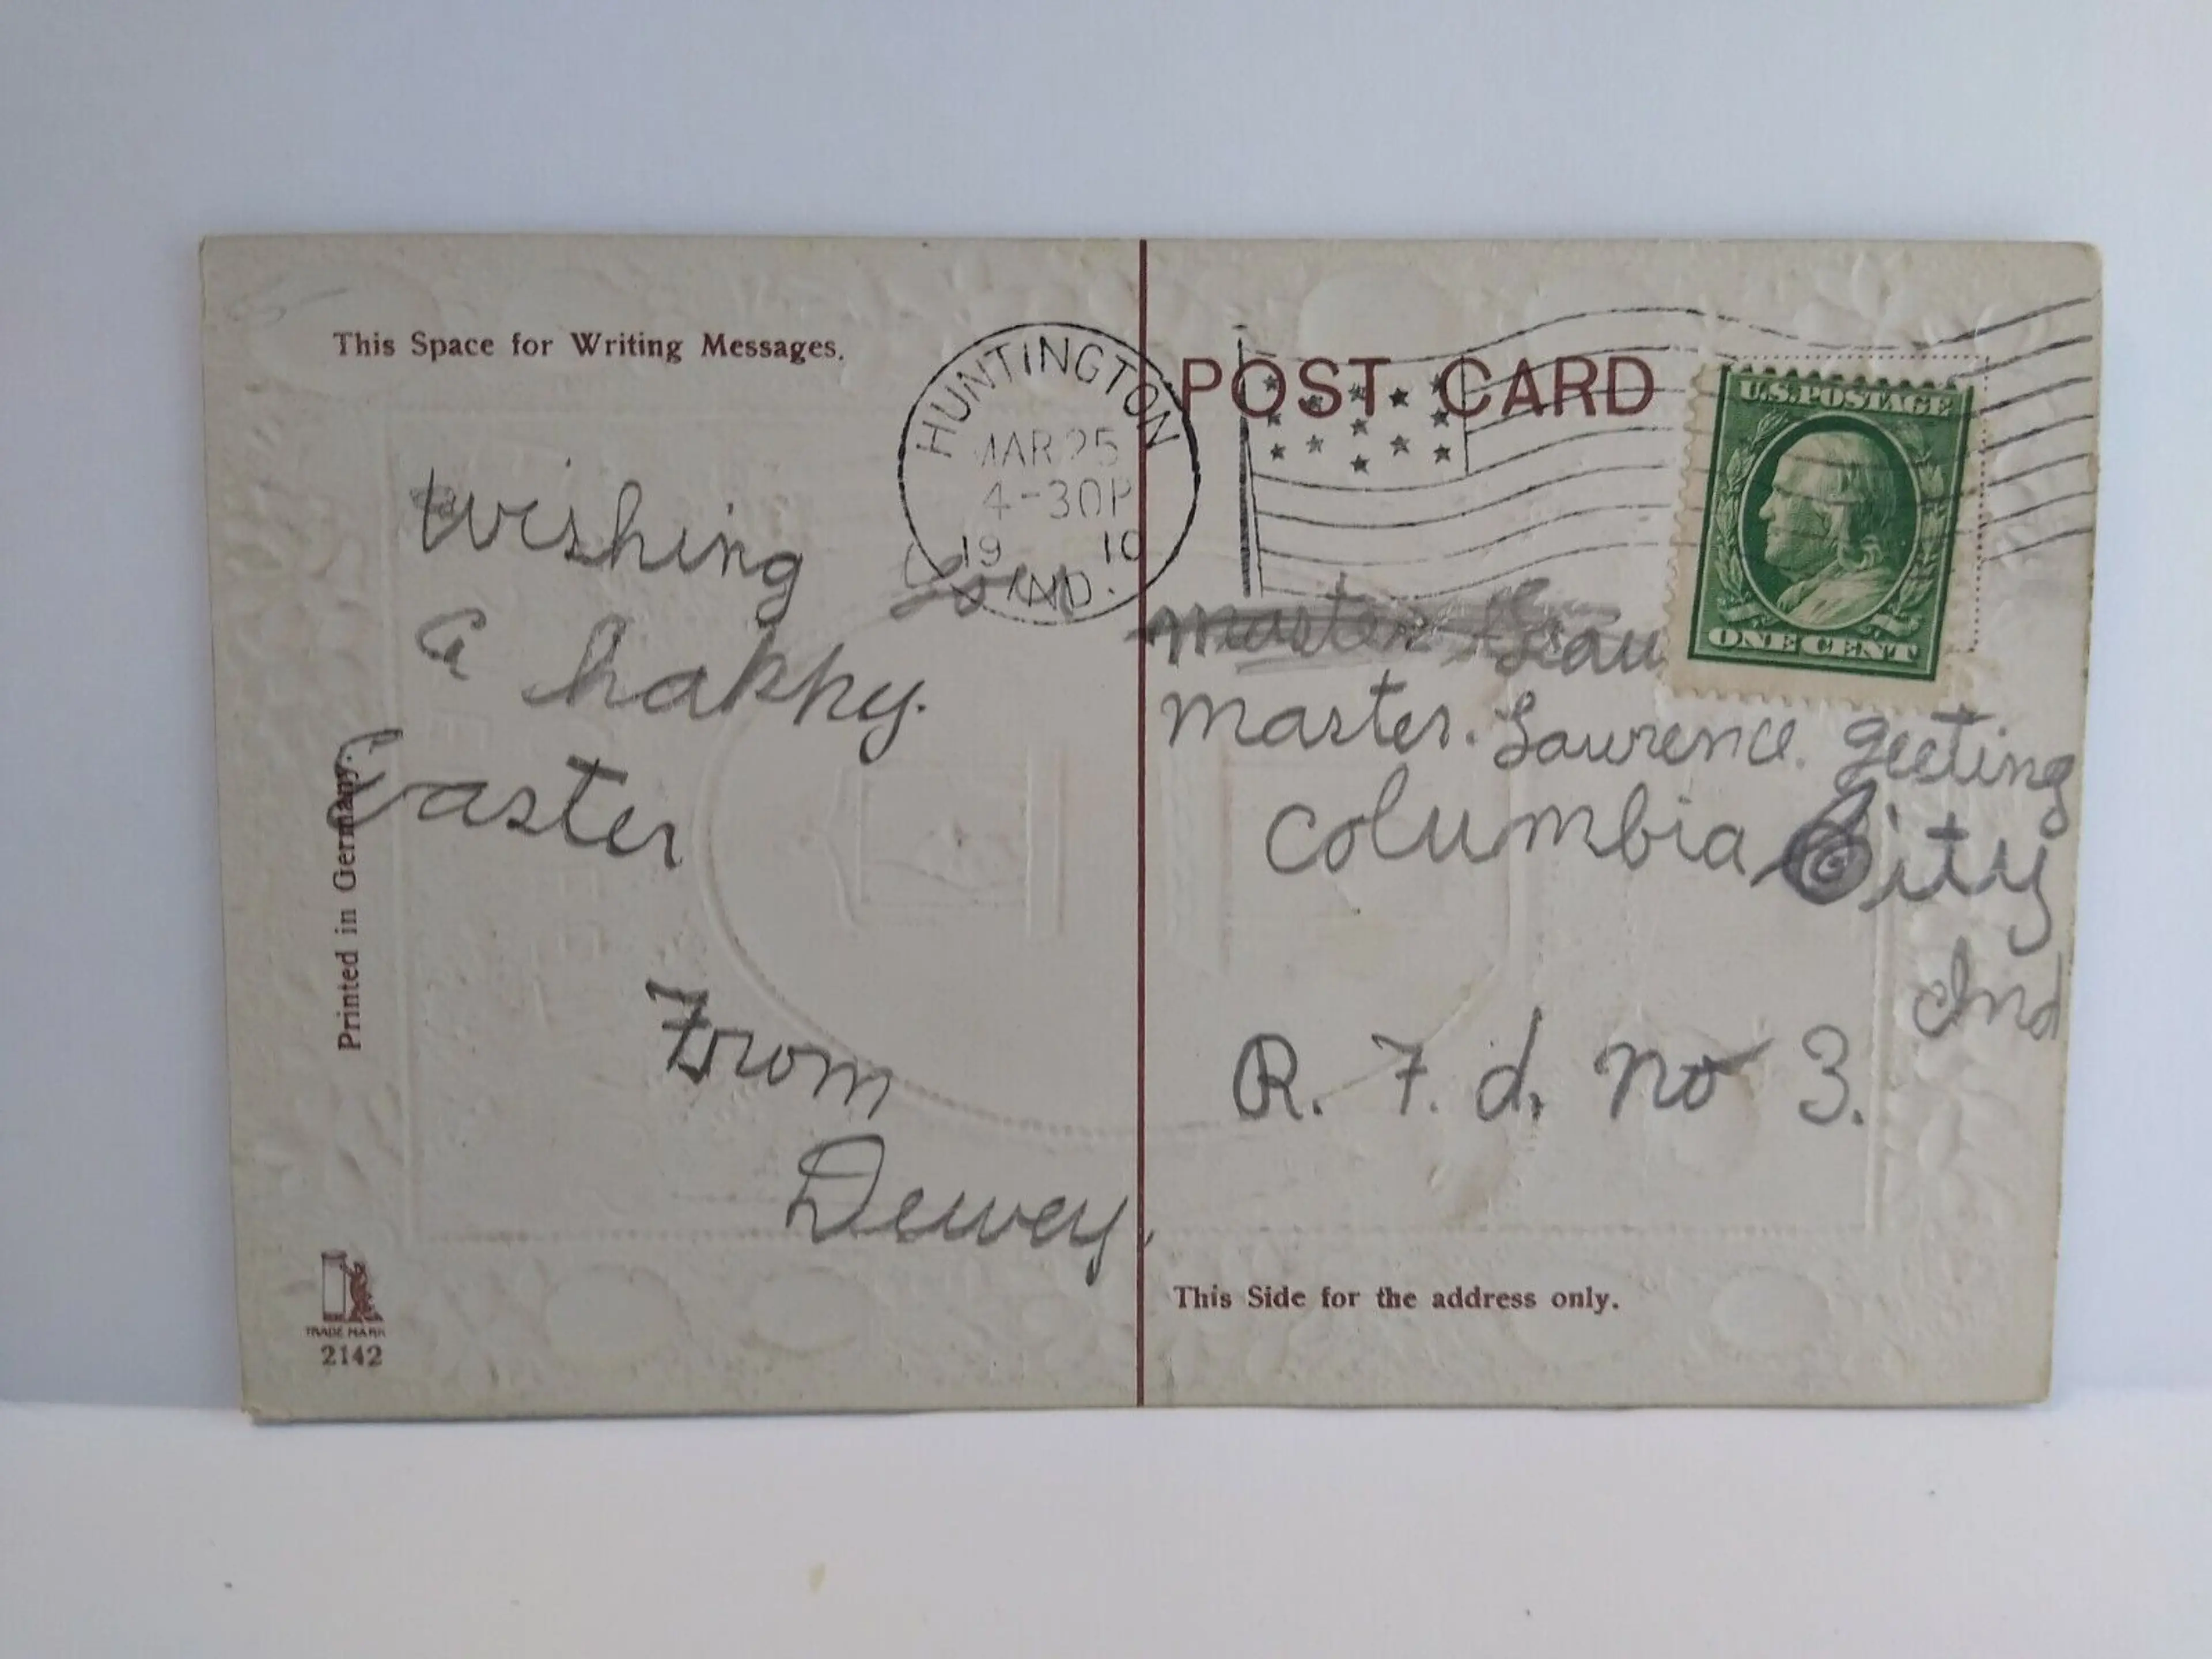 This Space for Writing Messages.
HUNTINGTON
MAR 25
4-30P
19 10
IND.
POST CARD
U.S. POSTAGE
ONE CENT
Wishing
a happy.
Easter
From
Dewey,
Master
Master. Lawrence. Geeting
Columbia City
Ind
R. F. d. No 3.
Printed in Germany.
TRADE MARK
2142
This Side for the address only.